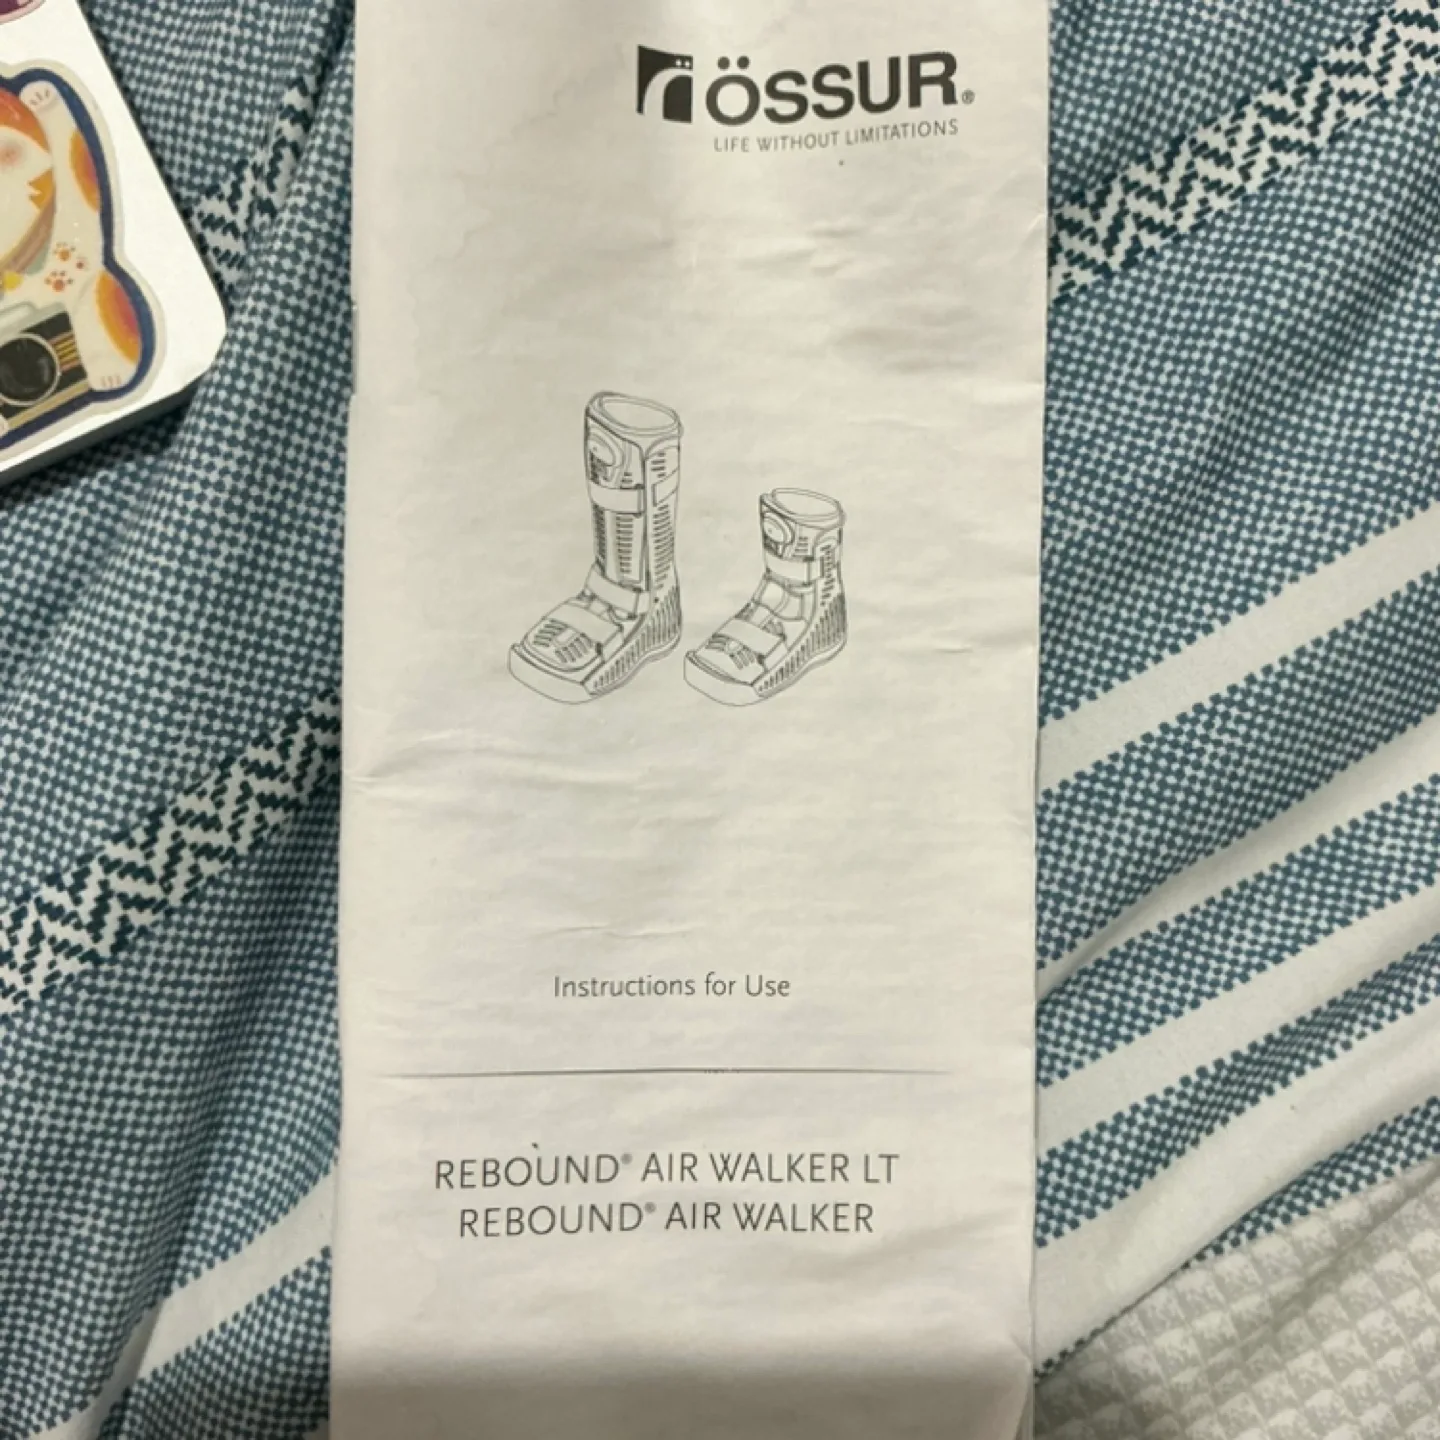 ÖSSUR®
LIFE WITHOUT LIMITATIONS
Instructions for Use
REBOUND® AIR WALKER LT
REBOUND® AIR WALKER